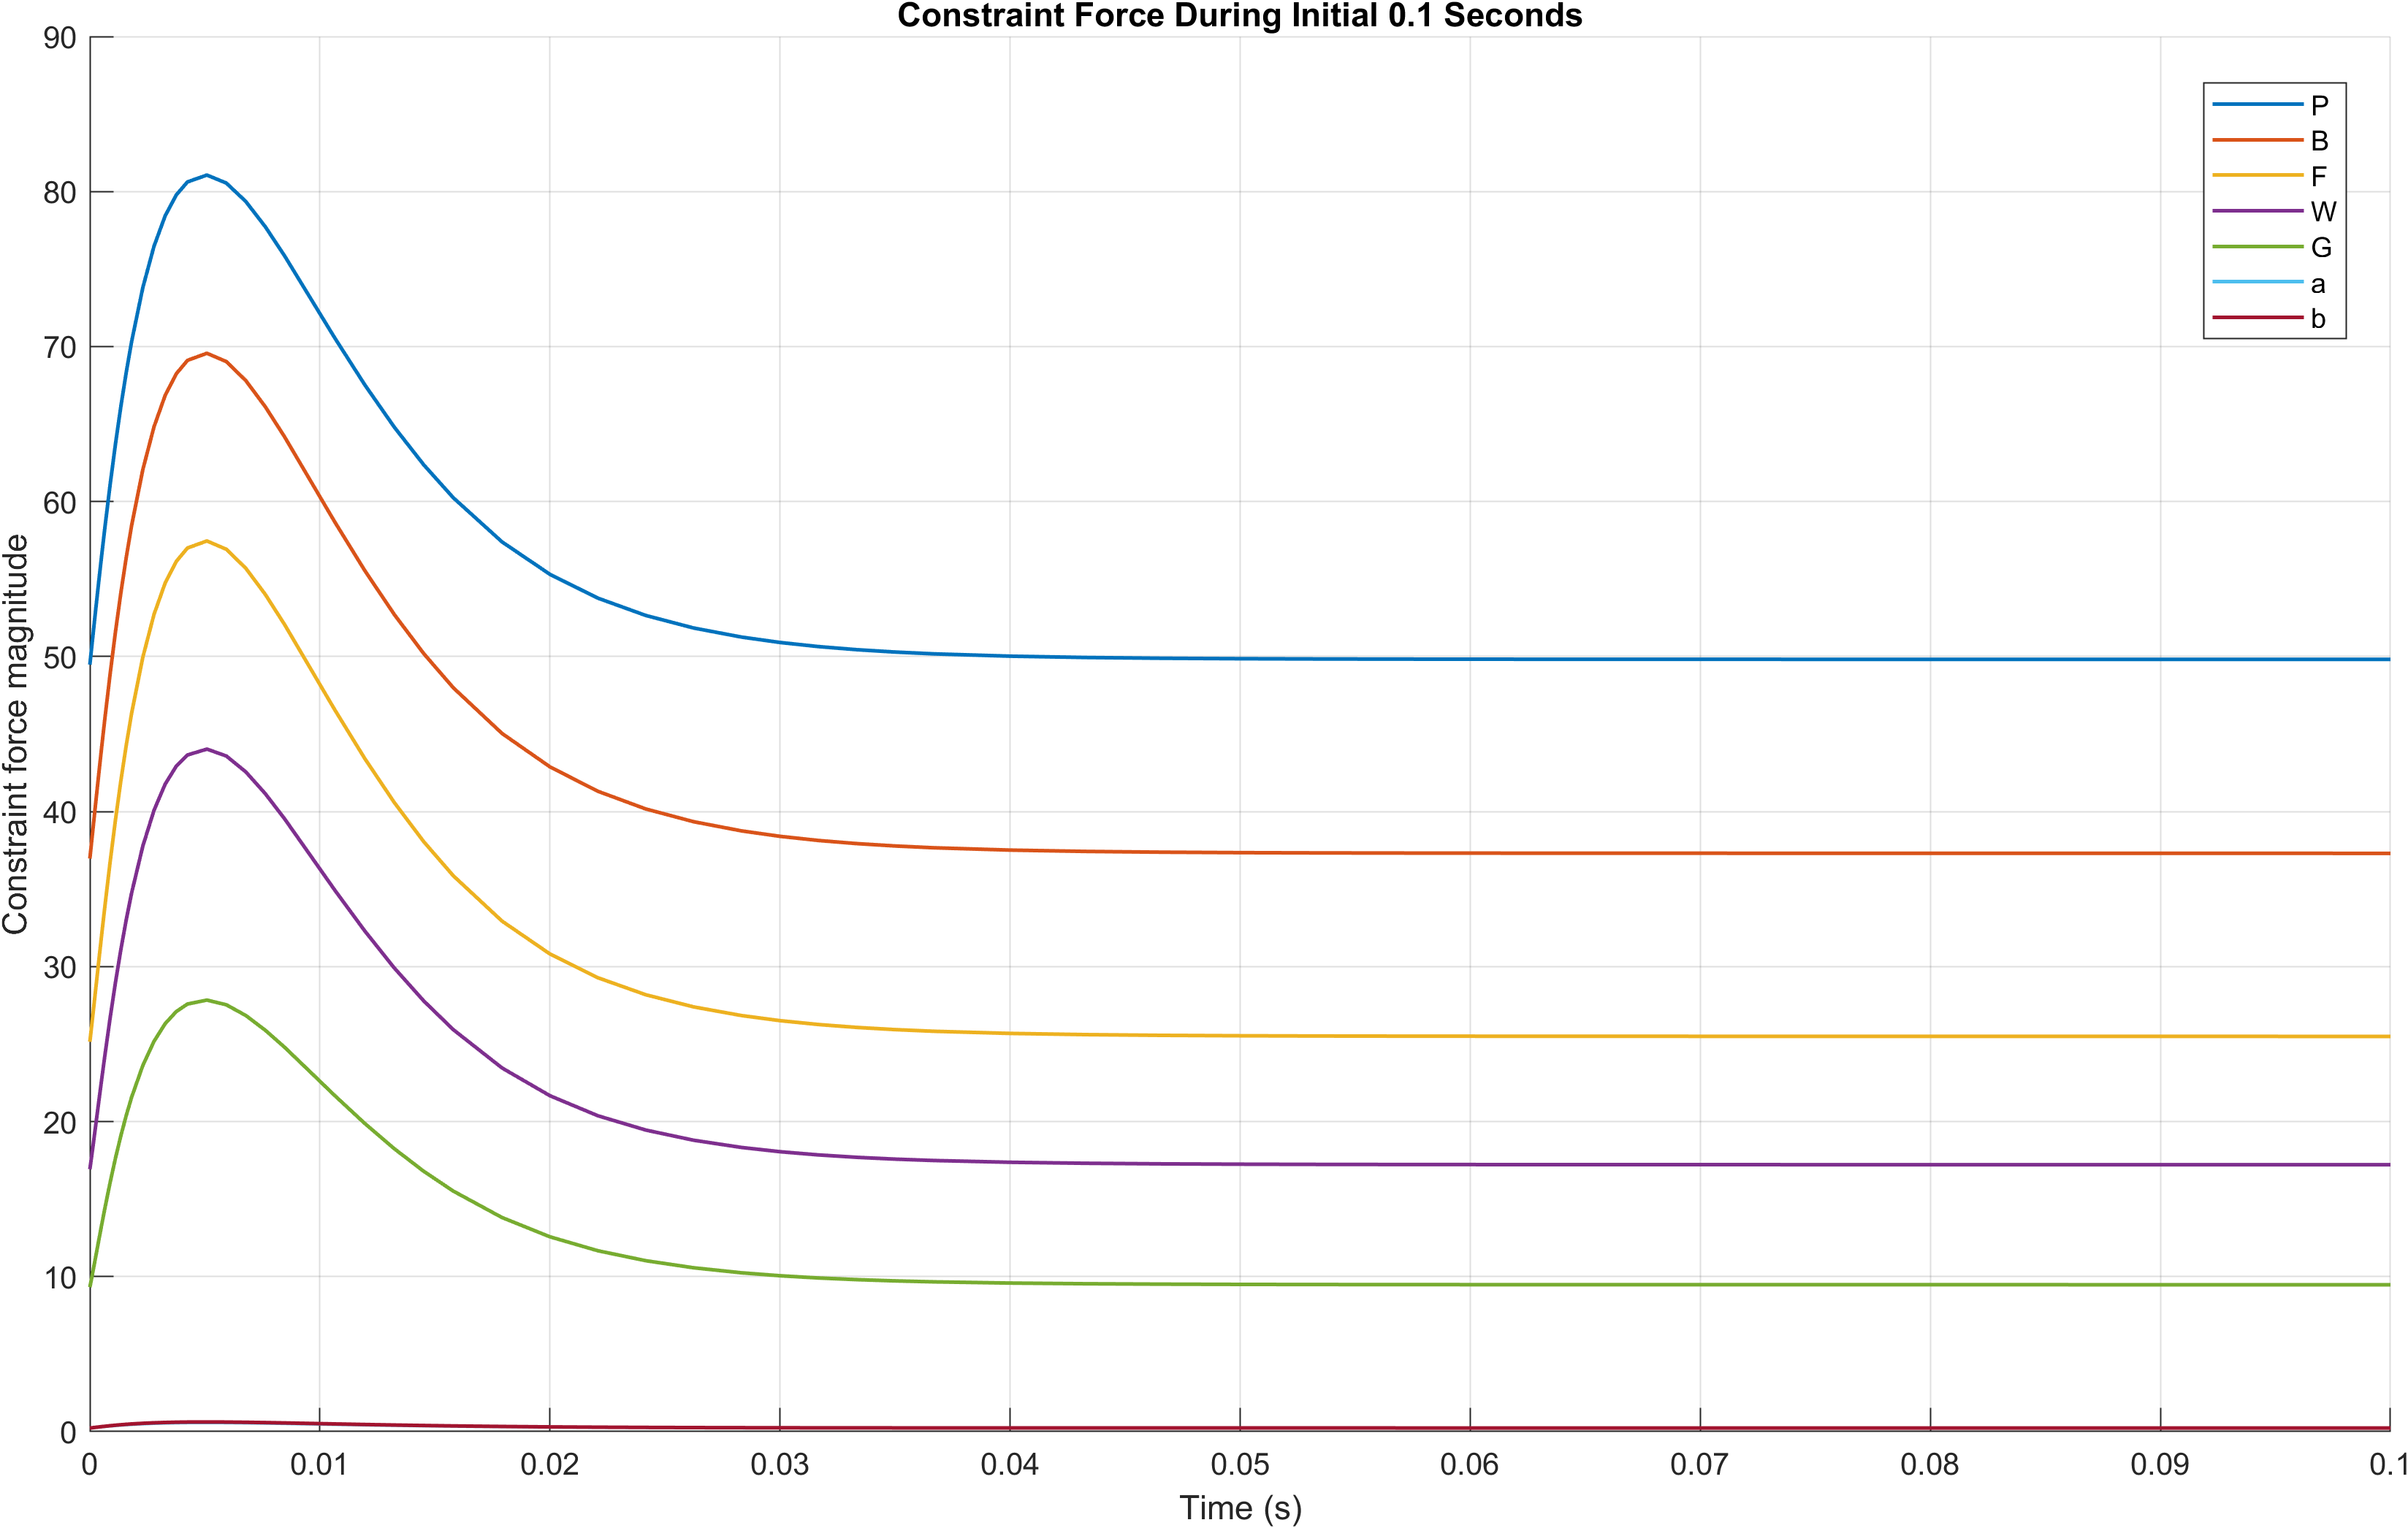 Constraint Force During Initial 0.1 Seconds
90
80
70
60
50
40
30
20
10
0
Constraint force magnitude
P
B
F
W
G
a
b
0 0.01 0.02 0.03 0.04 0.05 0.06 0.07 0.08 0.09 0.1
Time (s)